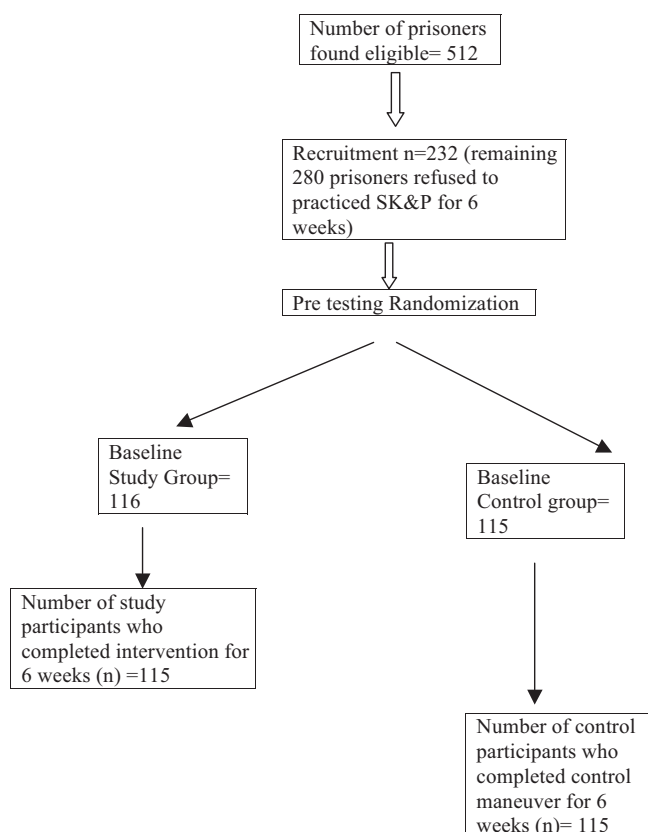 Number of prisoners
found eligible= 512
Recruitment n=232 (remaining
280 prisoners refused to
practiced SK&P for 6
weeks)
Pre testing Randomization
Baseline
Study Group=
116
Baseline
Control group=
115
Number of study
participants who
completed intervention for
6 weeks (n) =115
Number of control
participants who
completed control
maneuver for 6
weeks (n)= 115